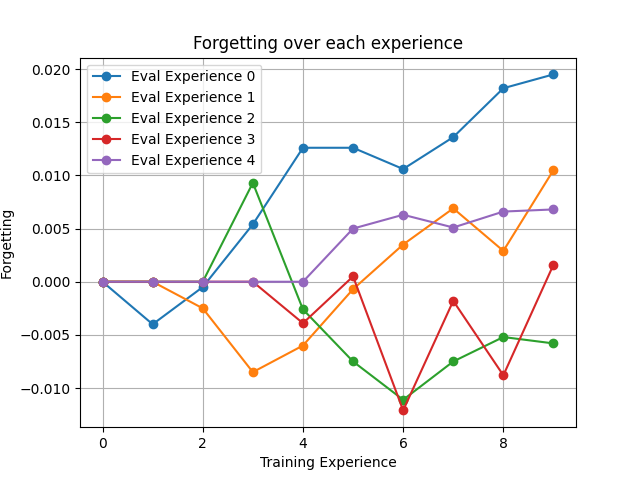 Forgetting over each experience
Eval Experience 0
Eval Experience 1
Eval Experience 2
Eval Experience 3
Eval Experience 4
0.020
0.015
0.010
0.005
0.000
−0.005
−0.010
Forgetting
0 2 4 6 8
Training Experience